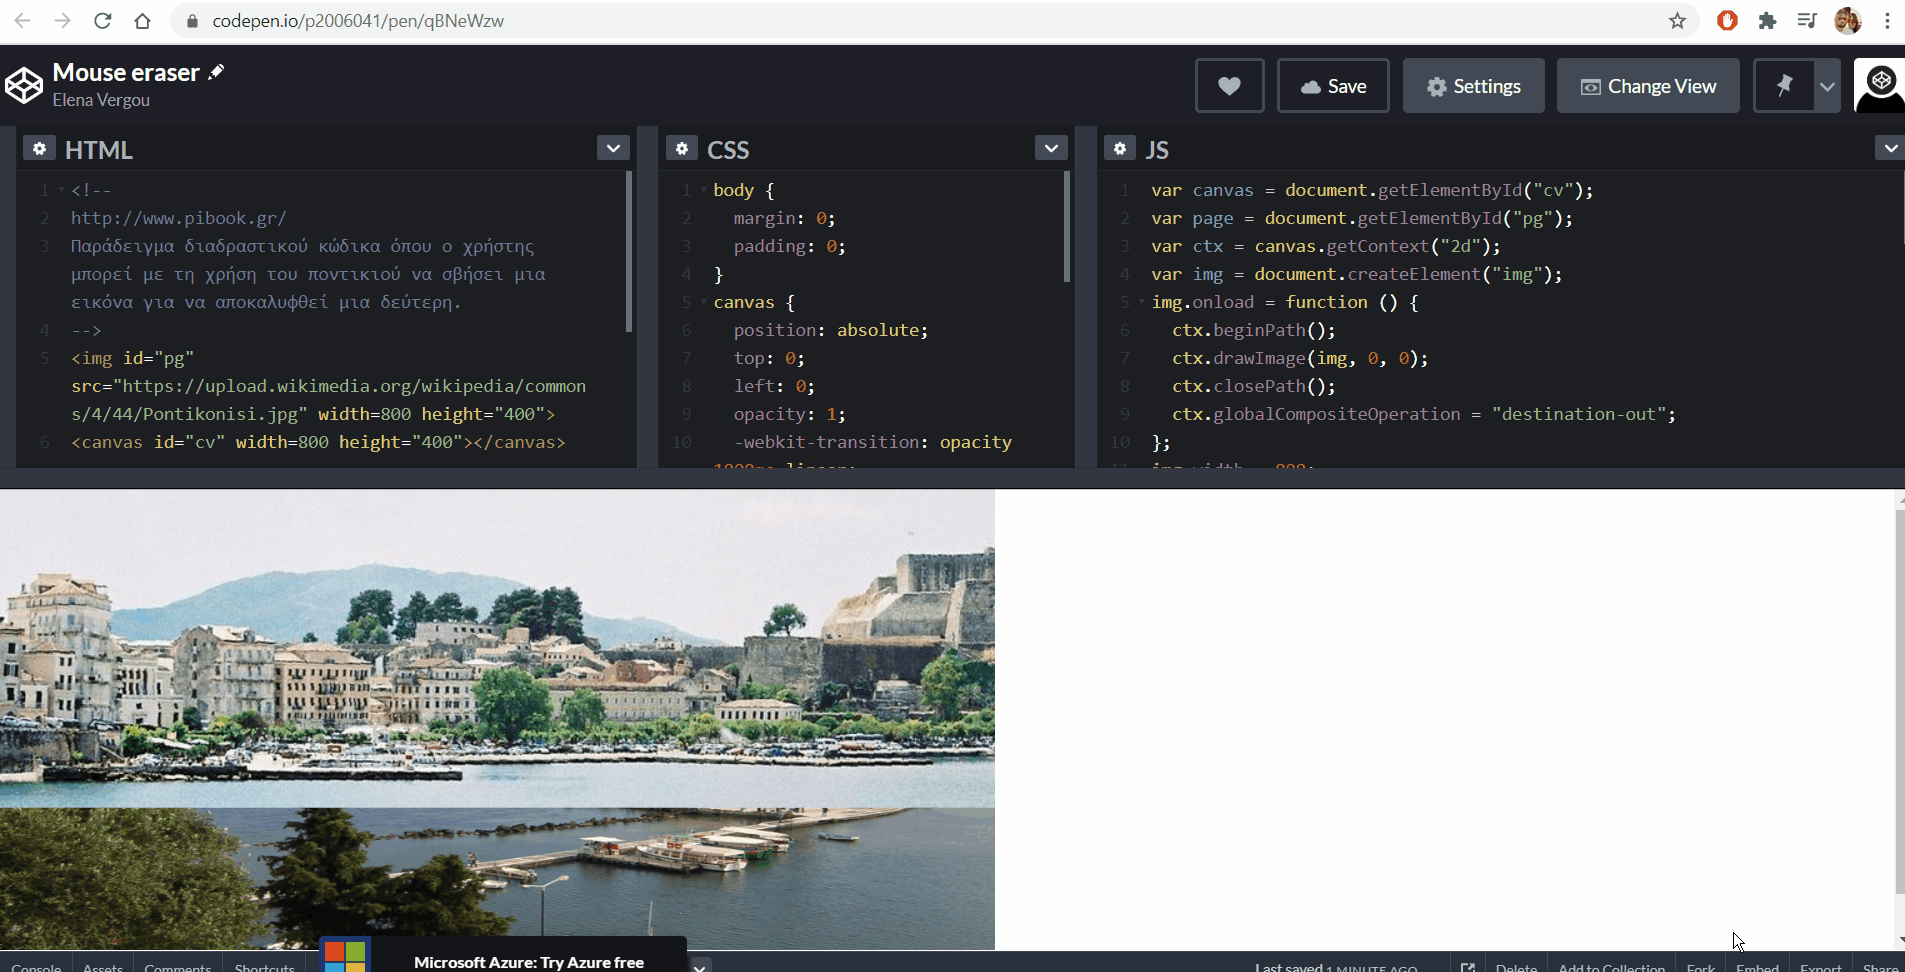 codepen.io/p2006041/pen/qBNeWzw
Mouse eraser
Elena Vergou
Save
Settings
Change View
HTML
1 <!--
2 http://www.pibook.gr/
3 Παράδειγμα διαδραστικού κώδικα όπου ο χρήστης
μπορεί με τη χρήση του ποντικιού να σβήσει μια
εικόνα για να αποκαλυφθεί μια δεύτερη.
4 -->
5 <img id="pg"
src="https://upload.wikimedia.org/wikipedia/common
s/4/44/Pontikonisi.jpg" width=800 height="400">
6 <canvas id="cv" width=800 height="400"></canvas>
CSS
1 body {
2 margin: 0;
3 padding: 0;
4 }
5 canvas {
6 position: absolute;
7 top: 0;
8 left: 0;
9 opacity: 1;
10 -webkit-transition: opacity
1000ms linear;
JS
1 var canvas = document.getElementById("cv");
2 var page = document.getElementById("pg");
3 var ctx = canvas.getContext("2d");
4 var img = document.createElement("img");
5 img.onload = function () {
6 ctx.beginPath();
7 ctx.drawImage(img, 0, 0);
8 ctx.closePath();
9 ctx.globalCompositeOperation = "destination-out";
10 };
11 img.width = 800;
Microsoft Azure: Try Azure free
Console Assets Comments Shortcuts
Last saved 1 MINUTE AGO
Delete Add to Collection Fork Embed Export Share